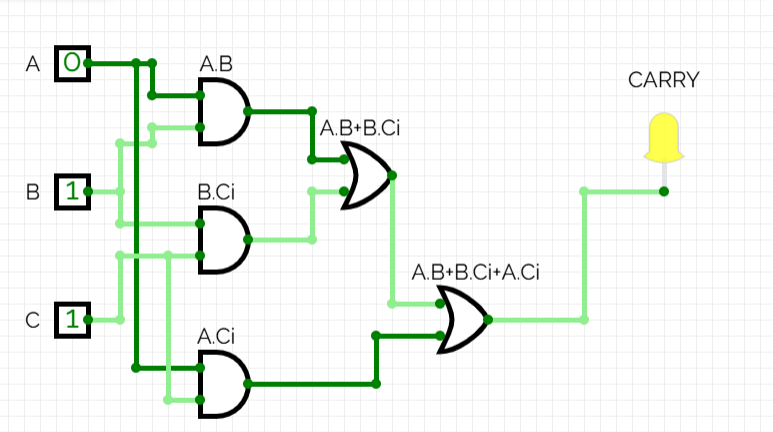 CARRY
A
0
A.B
A.B+B.Ci
B
1
B.Ci
A.B+B.Ci+A.Ci
C
1
A.Ci